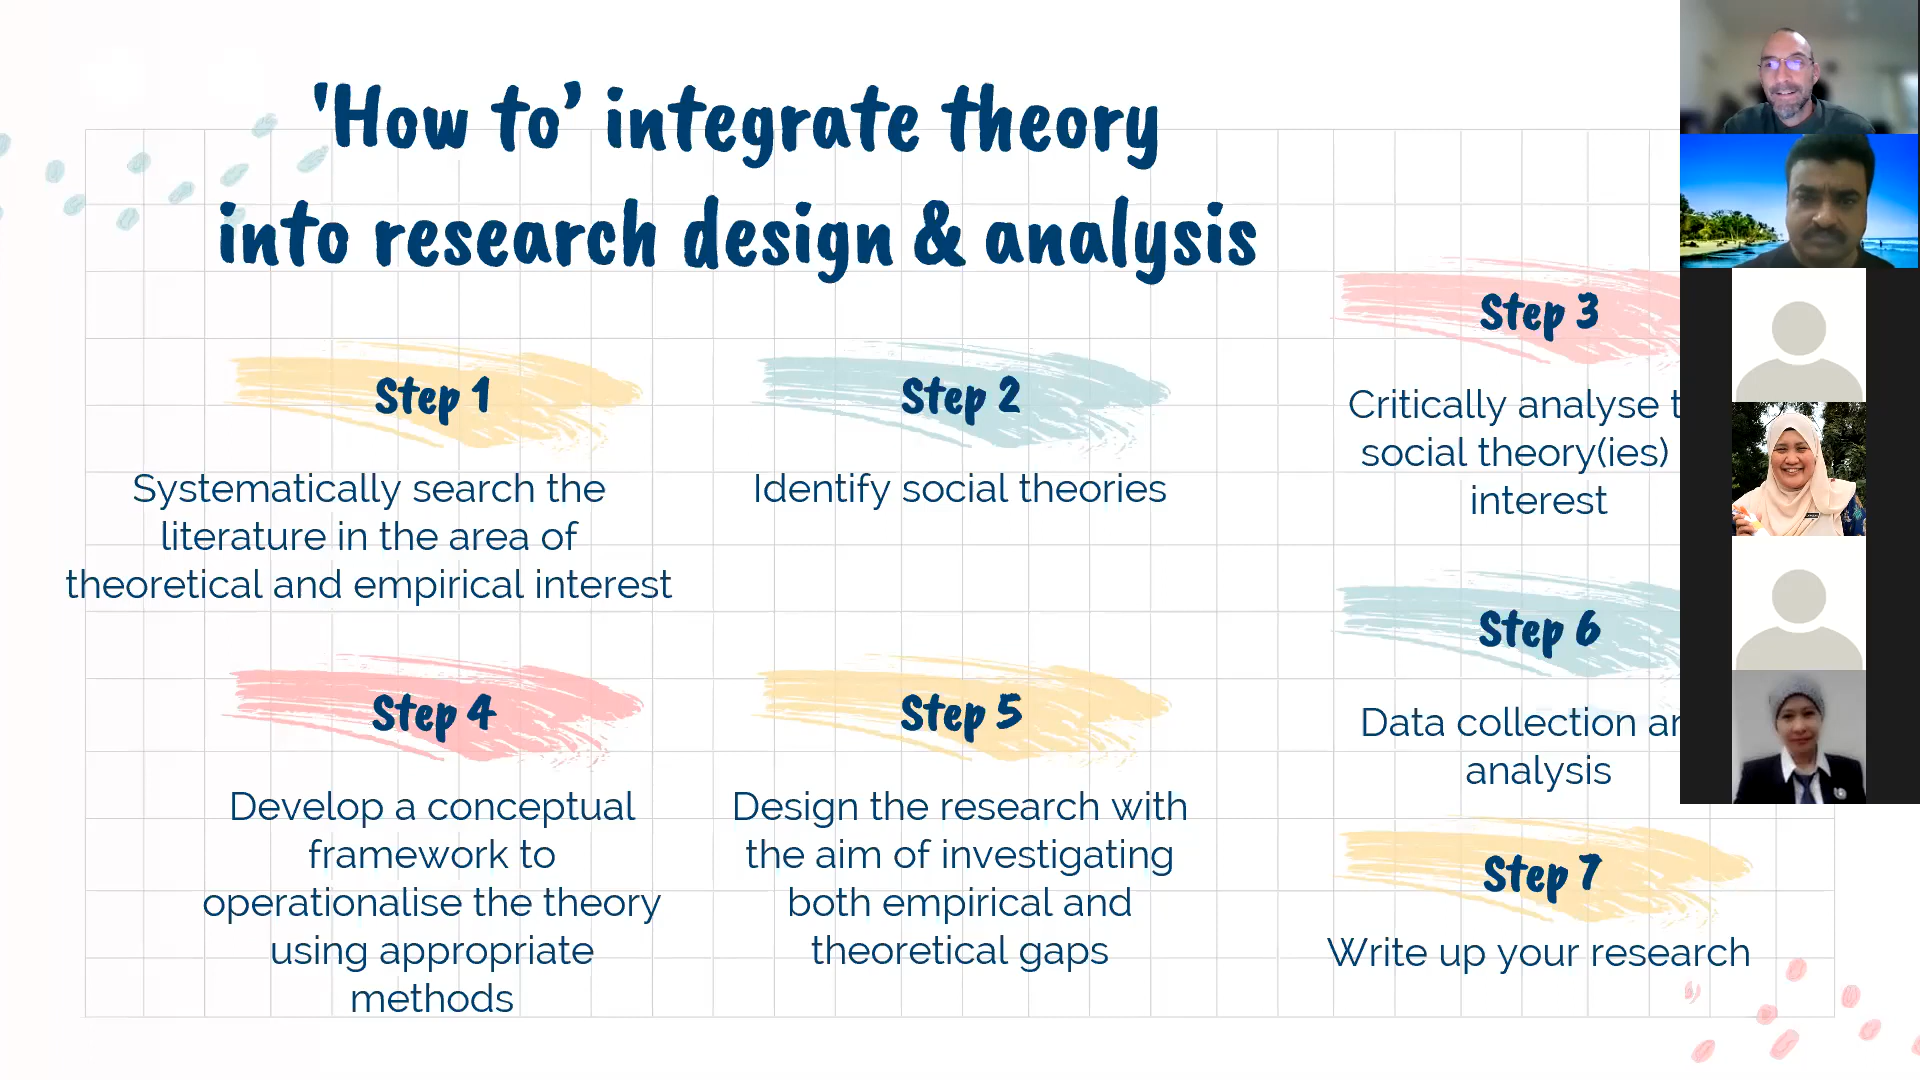 'How to’ integrate theory
into research design & analysis
Step 1
Systematically search the
literature in the area of
theoretical and empirical interest
Step 2
Identify social theories
Step 3
Critically analyse
social theory(ies)
interest
Step 4
Develop a conceptual
framework to
operationalise the theory
using appropriate
methods
Step 5
Design the research with
the aim of investigating
both empirical and
theoretical gaps
Step 6
Data collection
analysis
Step 7
Write up your research